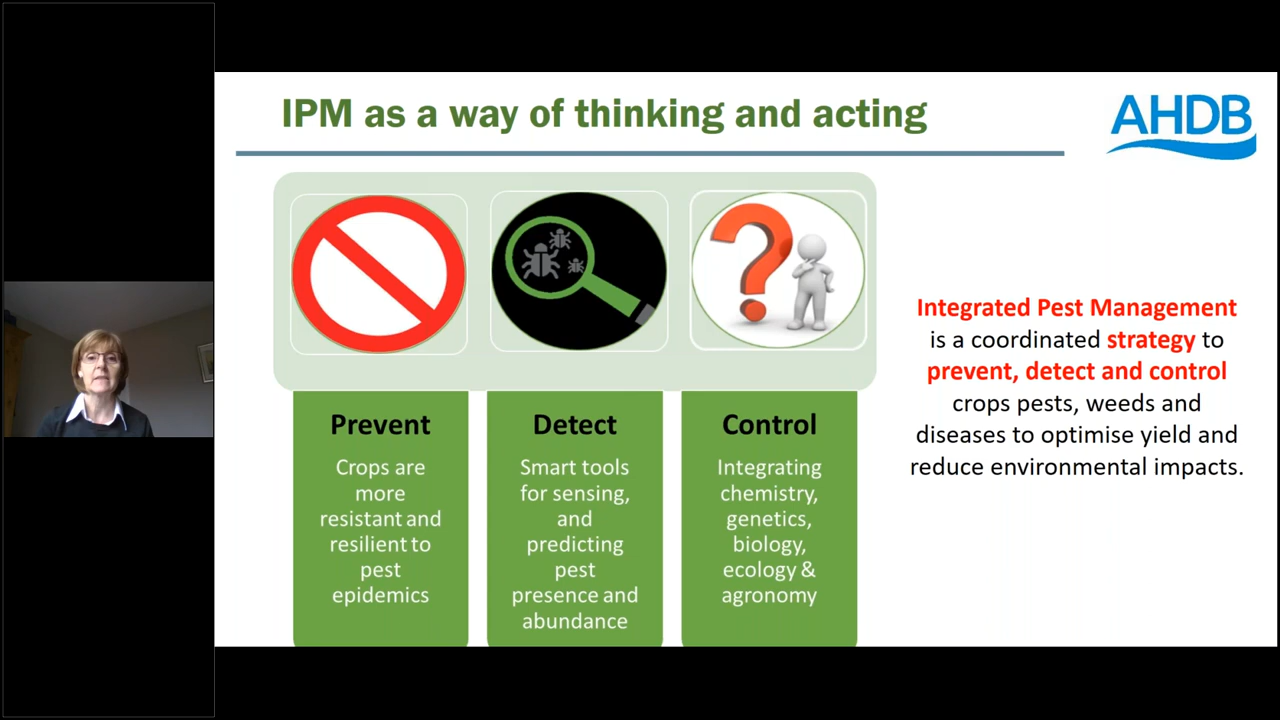 IPM as a way of thinking and acting
AHDB
Prevent
Crops are
more
resistant and
resilient to
pest
epidemics
Detect
Smart tools
for sensing,
and
predicting
pest
presence and
abundance
Control
Integrating
chemistry,
genetics,
biology,
ecology &
agronomy
Integrated Pest Management
is a coordinated strategy to
prevent, detect and control
crops pests, weeds and
diseases to optimise yield and
reduce environmental impacts.